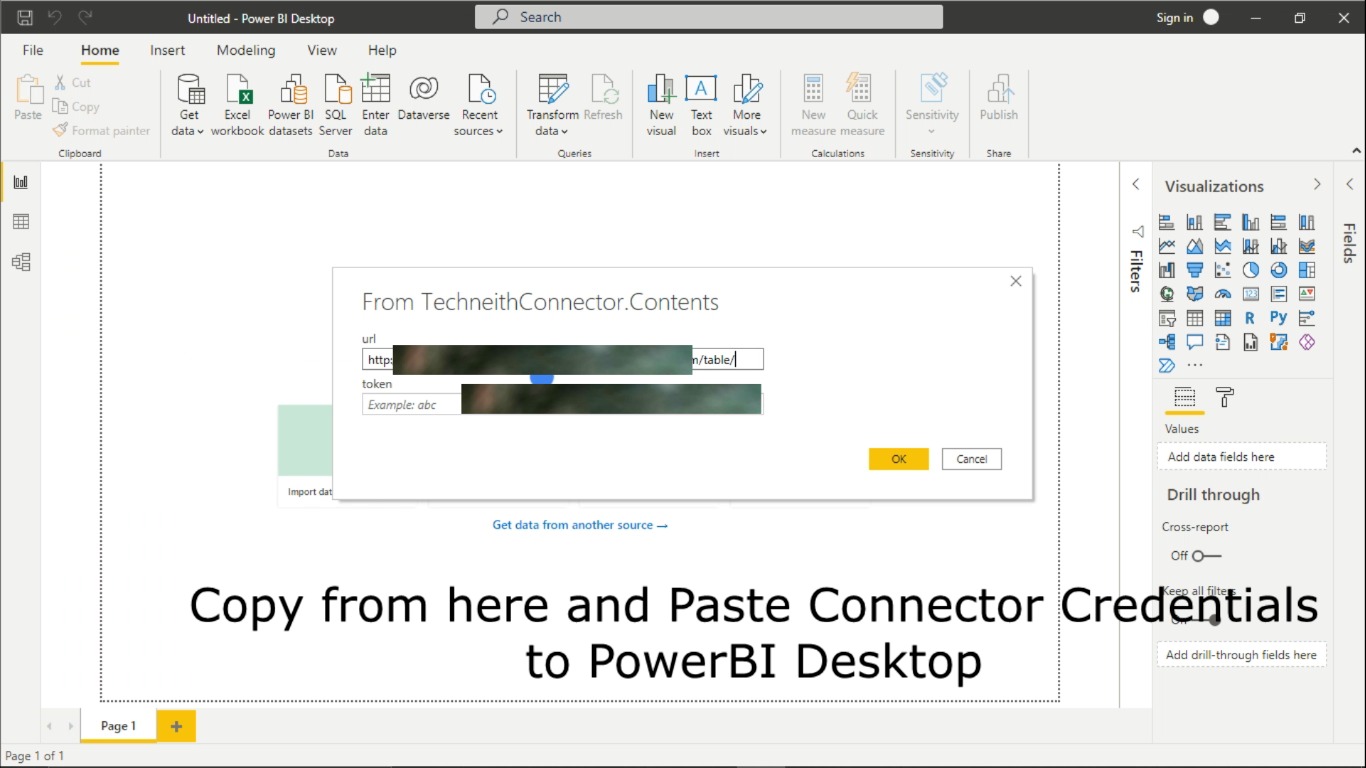 Untitled - Power BI Desktop
Search
Sign in
File Home Insert Modeling View Help
Paste
Cut
Copy
Format painter
Clipboard
Get data
Excel workbook
Power BI datasets
SQL Server
Enter data
Dataverse
Recent sources
Data
Transform data
Refresh
Queries
New visual
Text box
More visuals
Insert
New measure
Quick measure
Calculations
Sensitivity
Sensitivity
Publish
Share
Filters
Visualizations
Fields
R
Py
123
Values
Add data fields here
Drill through
Cross-report
Off
Keep all filters
On
Add drill-through fields here
From TechneithConnector.Contents
url
http:
m/table/
token
Example: abc
OK
Cancel
Import dat
Get data from another source →
Copy from here and Paste Connector Credentials
to PowerBI Desktop
Page 1
Page 1 of 1